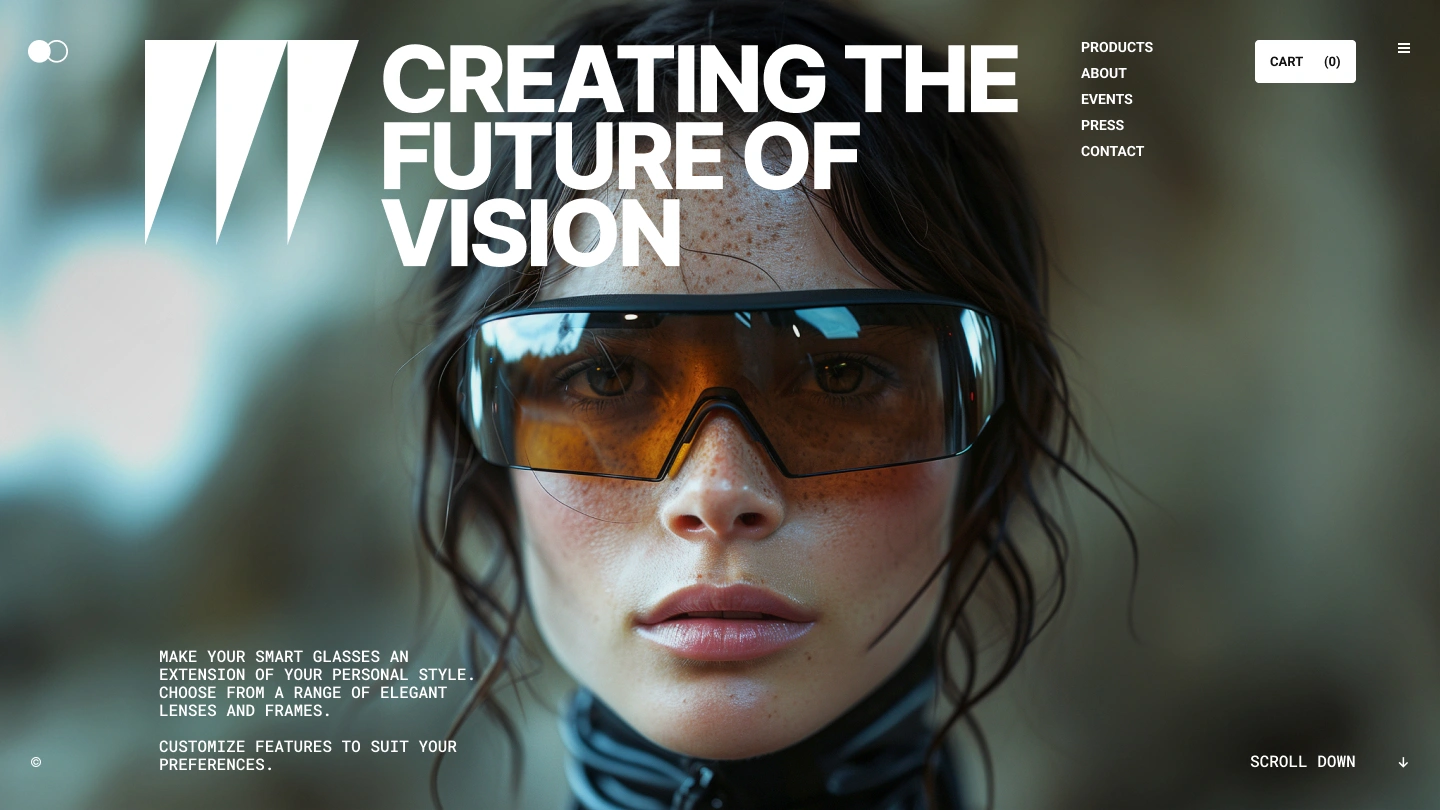 CREATING THE
FUTURE OF
VISION
PRODUCTS
ABOUT
EVENTS
PRESS
CONTACT
CART (0)
MAKE YOUR SMART GLASSES AN
EXTENSION OF YOUR PERSONAL STYLE.
CHOOSE FROM A RANGE OF ELEGANT
LENSES AND FRAMES.
CUSTOMIZE FEATURES TO SUIT YOUR
PREFERENCES.
©
SCROLL DOWN ↓